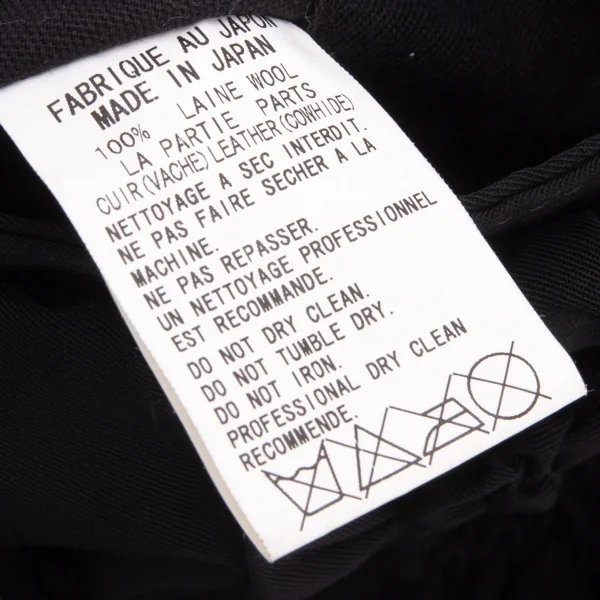 FABRIQUE AU JAPON
MADE IN JAPAN
100% LAINE WOOL
LA PARTIE PARTS
CUIR(VACHE)LEATHER(COWHIDE)
NETTOYAGE A SEC INTERDIT.
NE PAS FAIRE SECHER A LA
MACHINE.
NE PAS REPASSER.
UN NETTOYAGE PROFESSIONNEL
EST RECOMMANDE.
DO NOT DRY CLEAN.
DO NOT TUMBLE DRY.
DO NOT IRON.
PROFESSIONAL DRY CLEAN
RECOMMENDE.